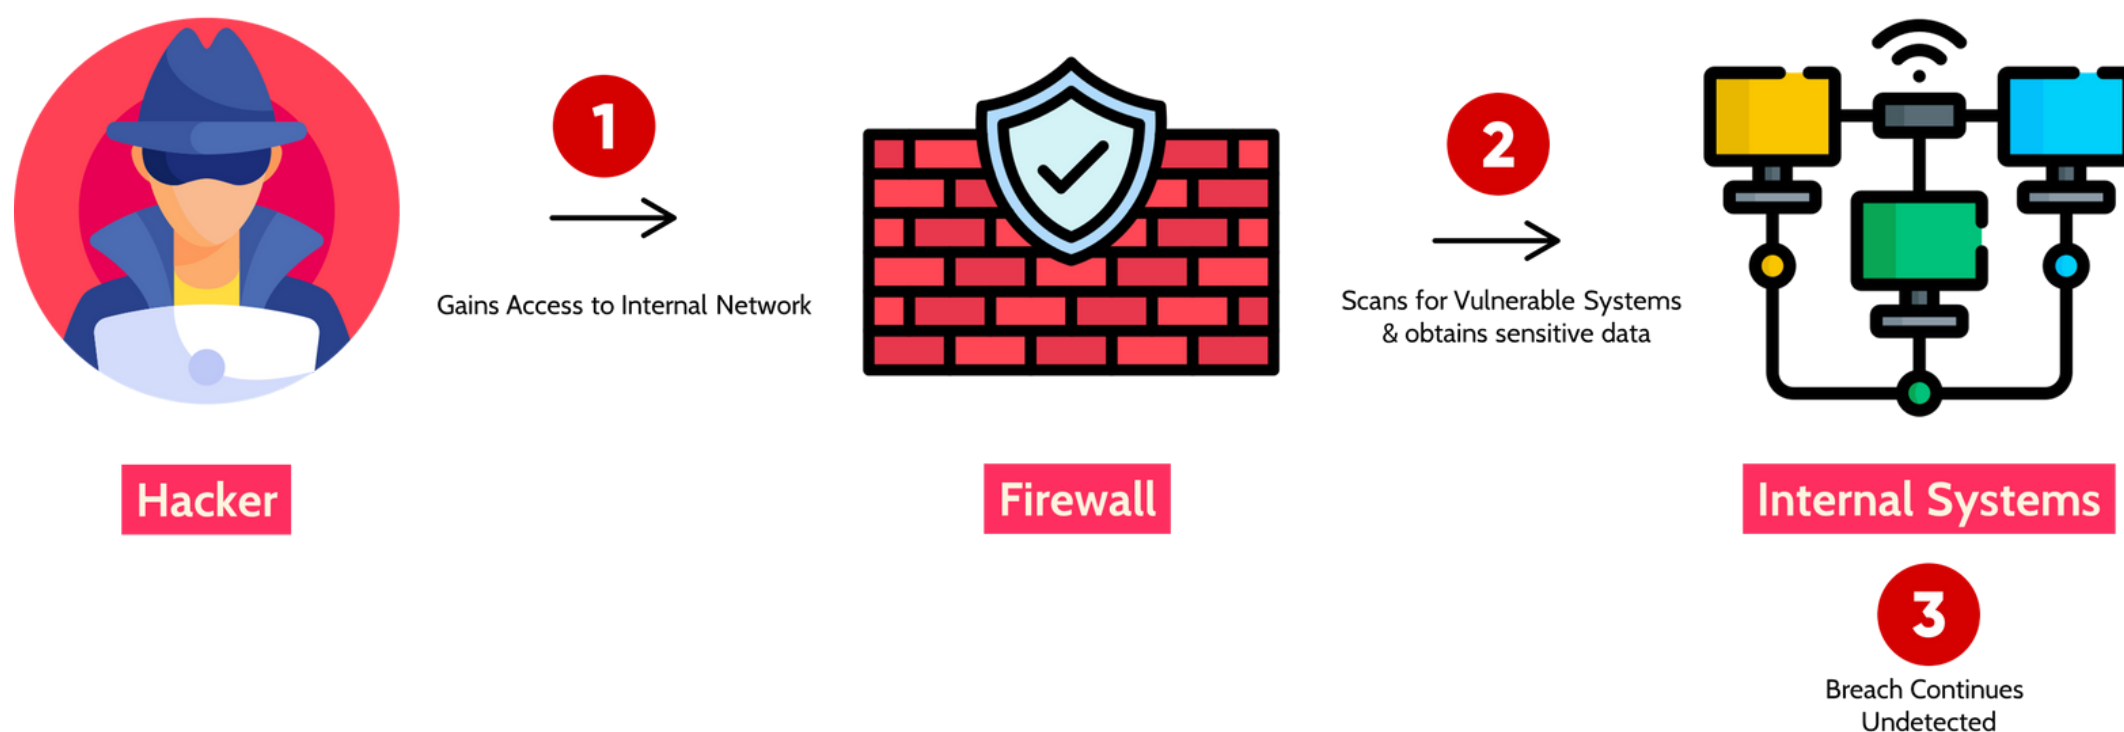 1
Gains Access to Internal Network
2
Scans for Vulnerable Systems
& obtains sensitive data
Hacker
Firewall
Internal Systems
3
Breach Continues
Undetected